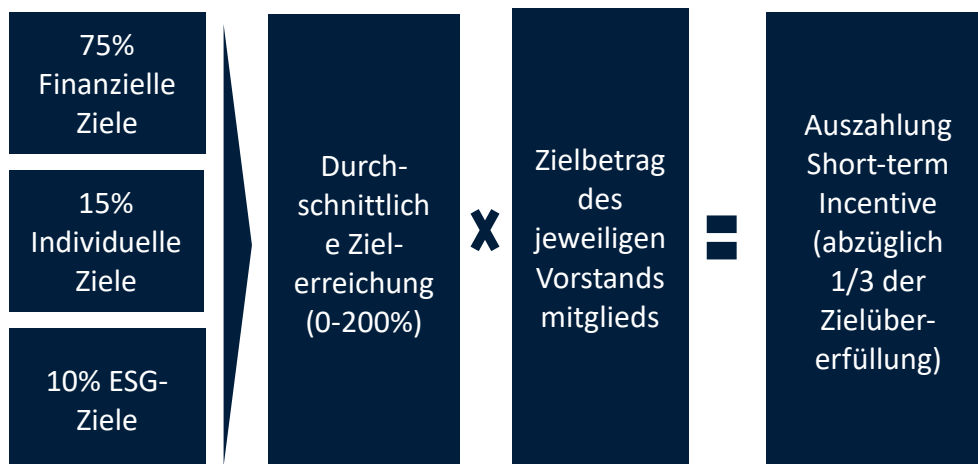 75%
Finanzielle
Ziele
15%
Individuelle
Ziele
10% ESG-
Ziele
Durch-
schnittlich
e Ziel-
erreichung
(0-200%)
x
Zielbetrag
des
jeweiligen
Vorstands
mitglieds
=
Auszahlung
Short-term
Incentive
(abzüglich
1/3 der
Zielüber-
erfüllung)